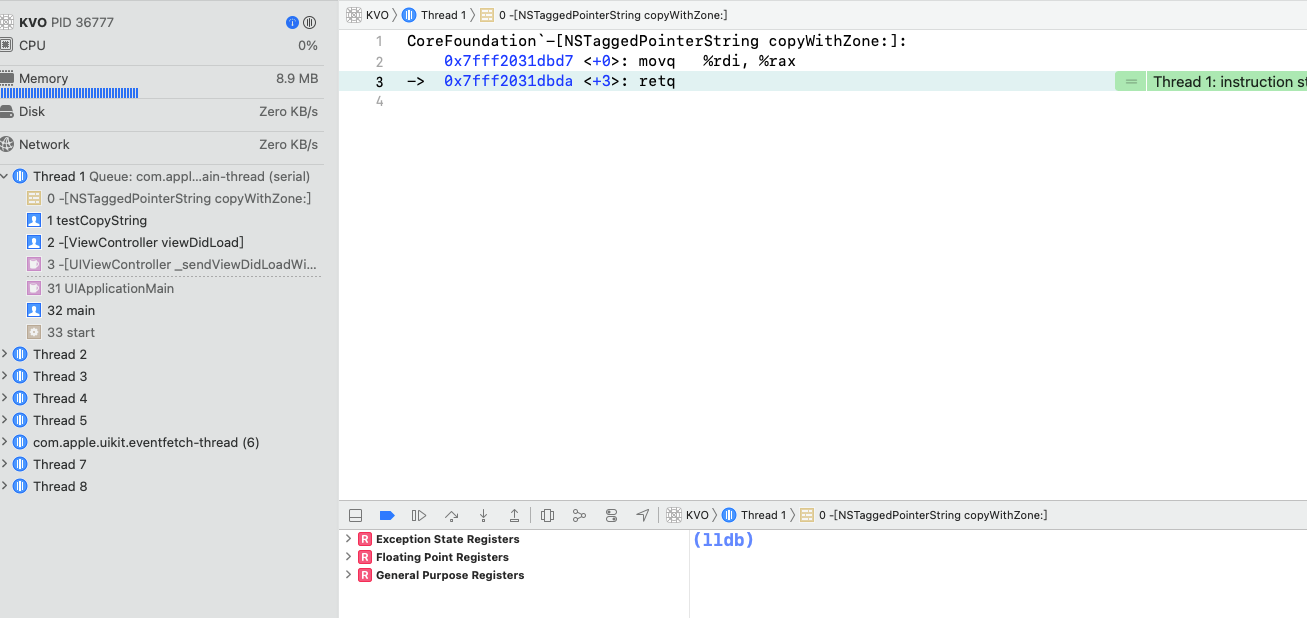 KVO PID 36777
CPU 0%
Memory 8.9 MB
Disk Zero KB/s
Network Zero KB/s
Thread 1 Queue: com.appl...ain-thread (serial)
0 -[NSTaggedPointerString copyWithZone:]
1 testCopyString
2 -[ViewController viewDidLoad]
3 -[UIViewController _sendViewDidLoadWi...
31 UIApplicationMain
32 main
33 start
Thread 2
Thread 3
Thread 4
Thread 5
com.apple.uikit.eventfetch-thread (6)
Thread 7
Thread 8
KVO Thread 1 0 -[NSTaggedPointerString copyWithZone:]
1 CoreFoundation`-[NSTaggedPointerString copyWithZone:]:
2 0x7fff2031dbd7 <+0>: movq %rdi, %rax
3 -> 0x7fff2031dbda <+3>: retq = Thread 1: instruction st
4
KVO Thread 1 0 -[NSTaggedPointerString copyWithZone:]
R Exception State Registers
R Floating Point Registers
R General Purpose Registers
(lldb)